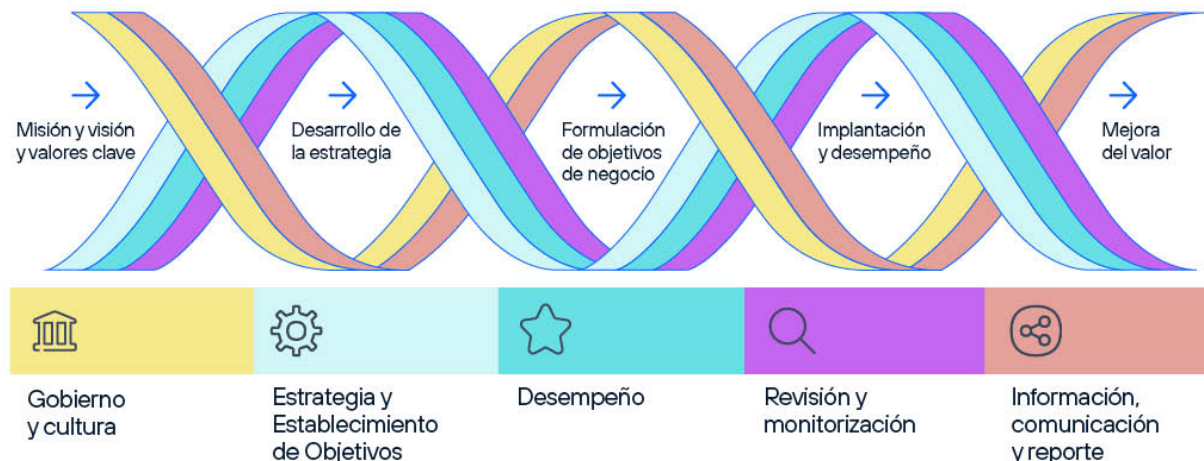 Misión y visión
y valores clave
Desarrollo de
la estrategia
Formulación
de objetivos
de negocio
Implantación
y desempeño
Mejora
del valor
Gobierno
y cultura
Estrategia y
Establecimiento
de Objetivos
Desempeño
Revisión y
monitorización
Información,
comunicación
y reporte